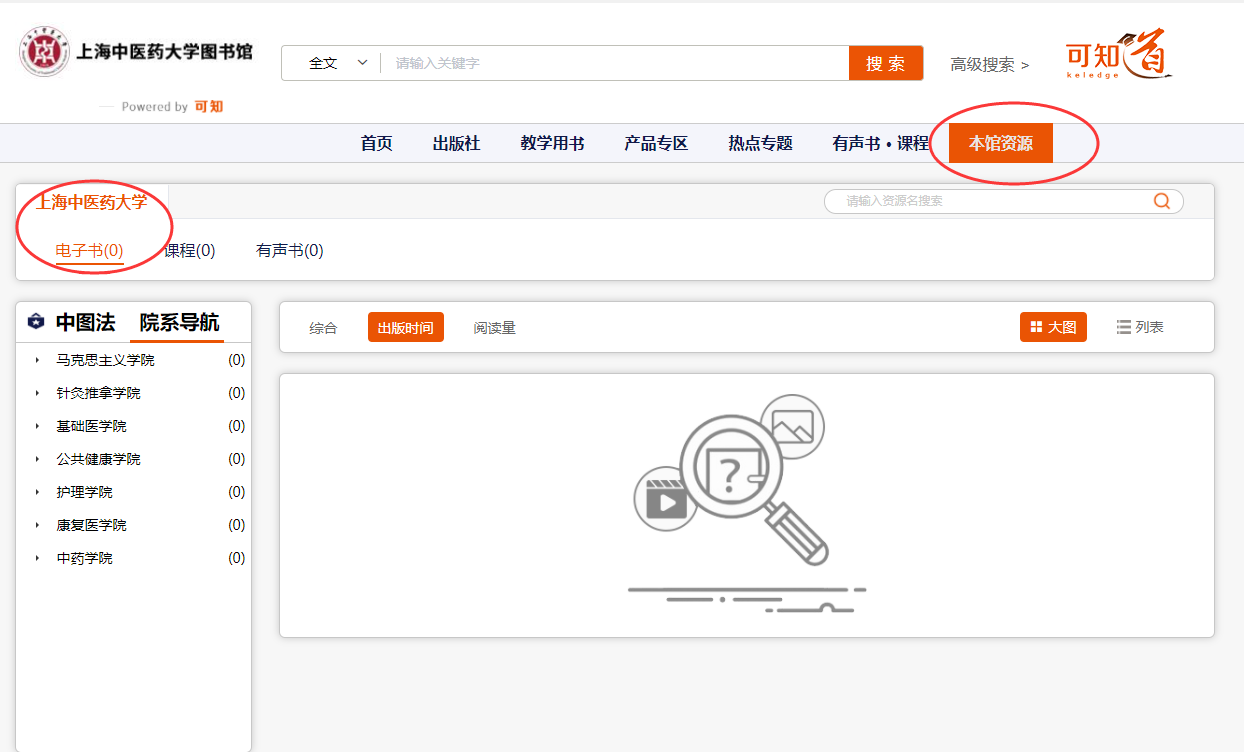 上海中医药大学图书馆
全文 请输入关键字 搜 索 高级搜索 >
可知道
keledge
Powered by 可知
首页 出版社 教学用书 产品专区 热点专题 有声书•课程 本馆资源
上海中医药大学 请输入资源名搜索
电子书(0) 课程(0) 有声书(0)
中图法 院系导航
综合 出版时间 阅读量 大图 列表
马克思主义学院 (0)
针灸推拿学院 (0)
基础医学院 (0)
公共健康学院 (0)
护理学院 (0)
康复医学院 (0)
中药学院 (0)
?